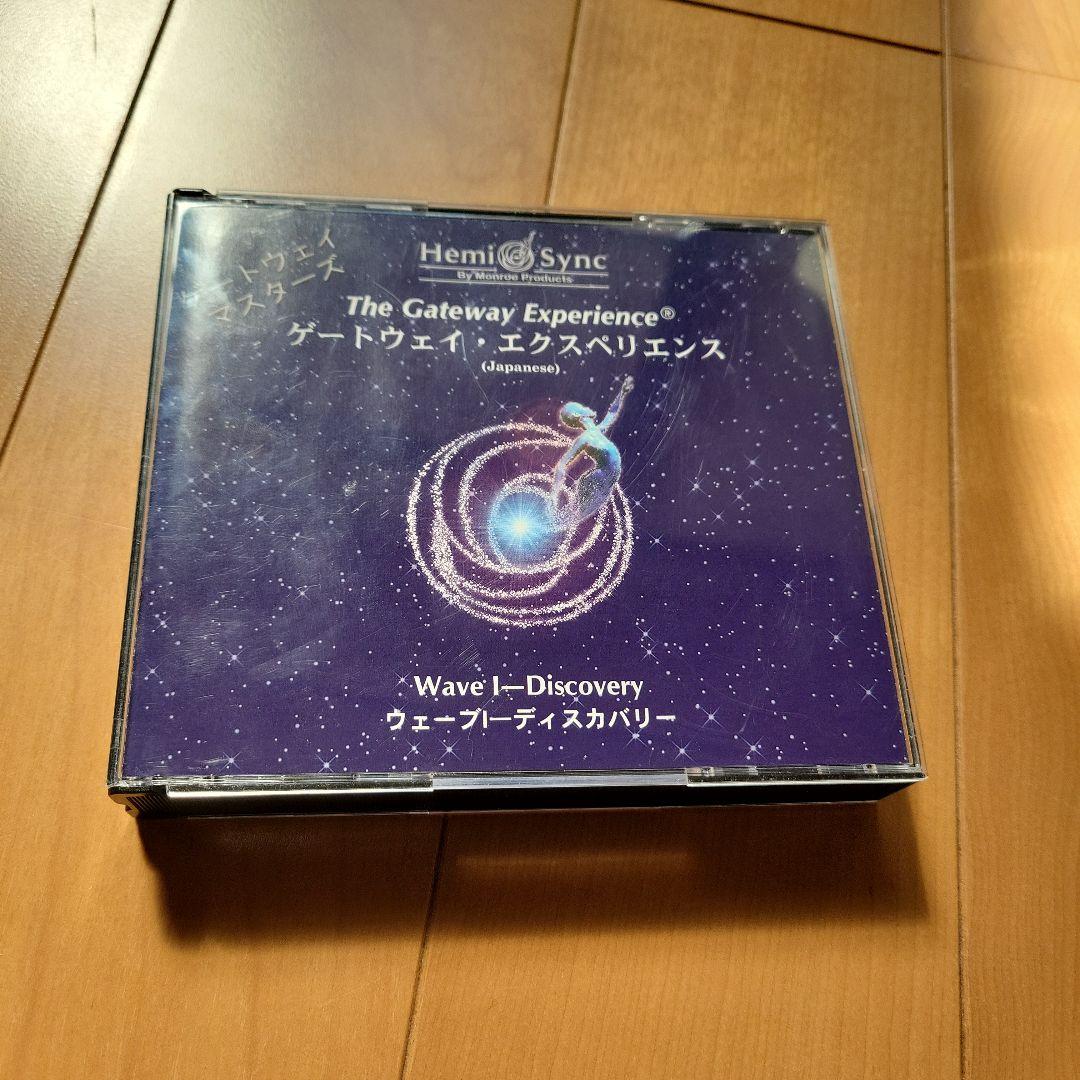 トウェイ
マスターズ
Hemi Sync
By Monroe Products
The Gateway Experience®
ゲートウェイ・エクスペリエンス
(Japanese)
Wave I—Discovery
ウェーブI—ディスカバリー